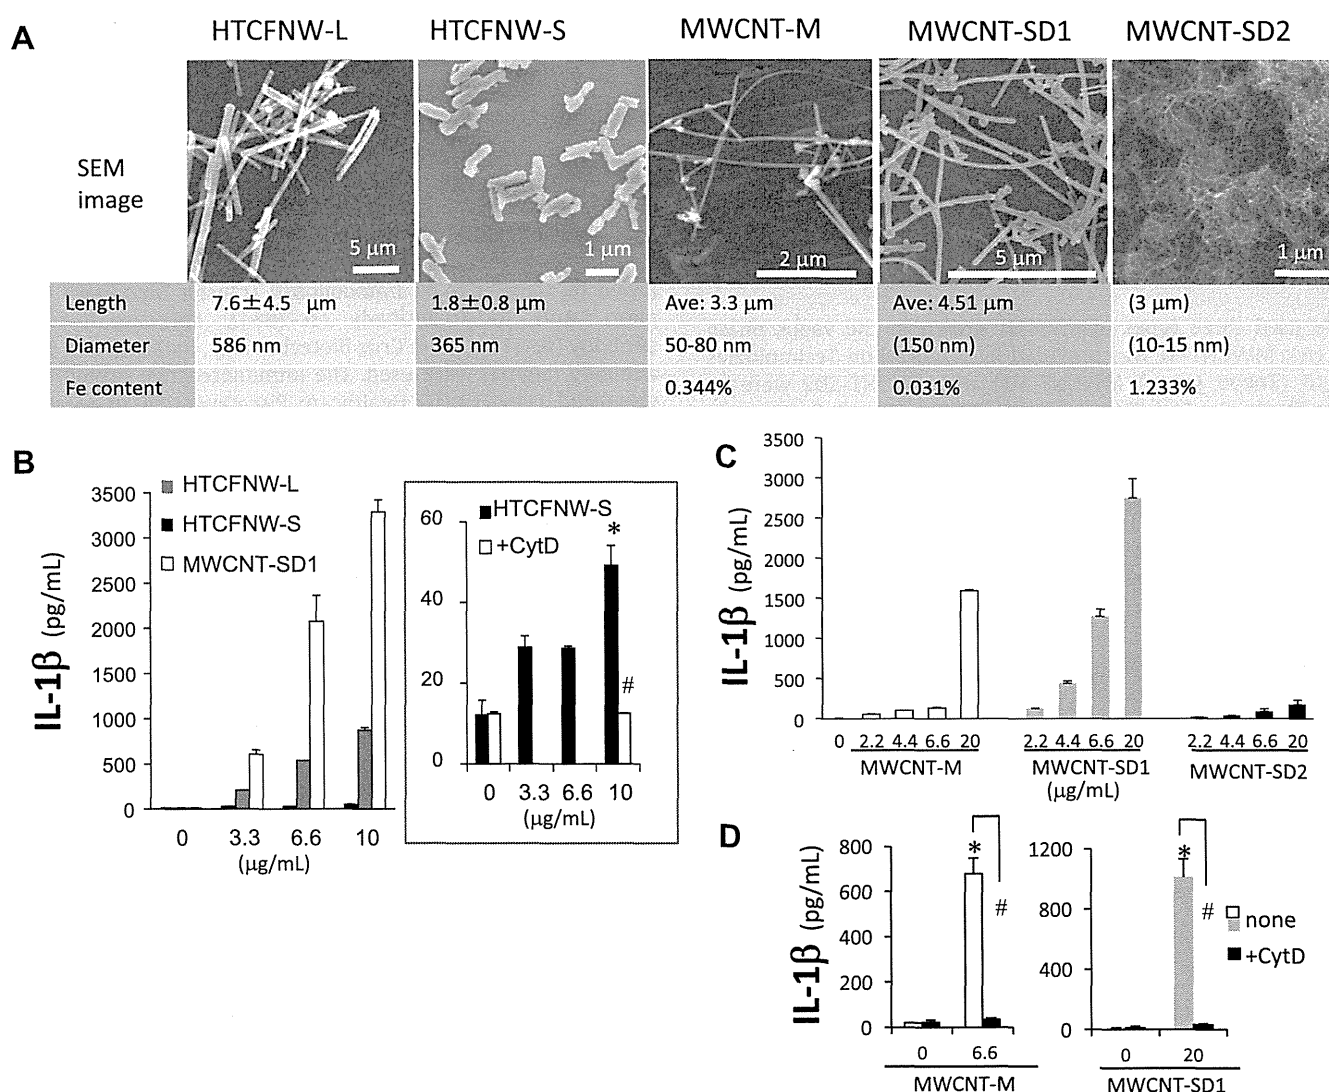 A
HTCFNW-L HTCFNW-S MWCNT-M MWCNT-SD1 MWCNT-SD2
SEM
image
5 µm 1 µm 2 µm 5 µm 1 µm
Length 7.6±4.5 µm 1.8±0.8 µm Ave: 3.3 µm Ave: 4.51 µm (3 µm)
Diameter 586 nm 365 nm 50-80 nm (150 nm) (10-15 nm)
Fe content 0.344% 0.031% 1.233%
B
IL-1β (pg/mL)
HTCFNW-L
HTCFNW-S
MWCNT-SD1
3500
3000
2500
2000
1500
1000
500
0
0 3.3 6.6 10
(µg/mL)
HTCFNW-S
+CytD
60
40
20
0
*
#
0 3.3 6.6 10
(µg/mL)
C
IL-1β (pg/mL)
3500
3000
2500
2000
1500
1000
500
0
0 2.2 4.4 6.6 20 2.2 4.4 6.6 20 2.2 4.4 6.6 20
MWCNT-M MWCNT-SD1 MWCNT-SD2
(µg/mL)
D
IL-1β (pg/mL)
800
600
400
200
0
*
#
0 6.6
MWCNT-M
1200
800
400
0
*
#
0 20
MWCNT-SD1
none
+CytD